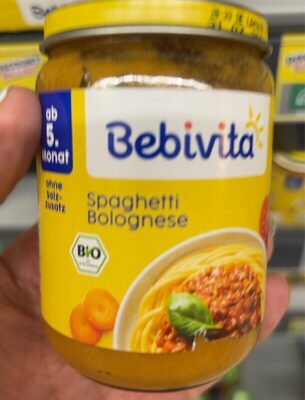 ab
5.
Monat
Bebivita
ohne
Salz-
zusatz
Spaghetti
Bolognese
BIO